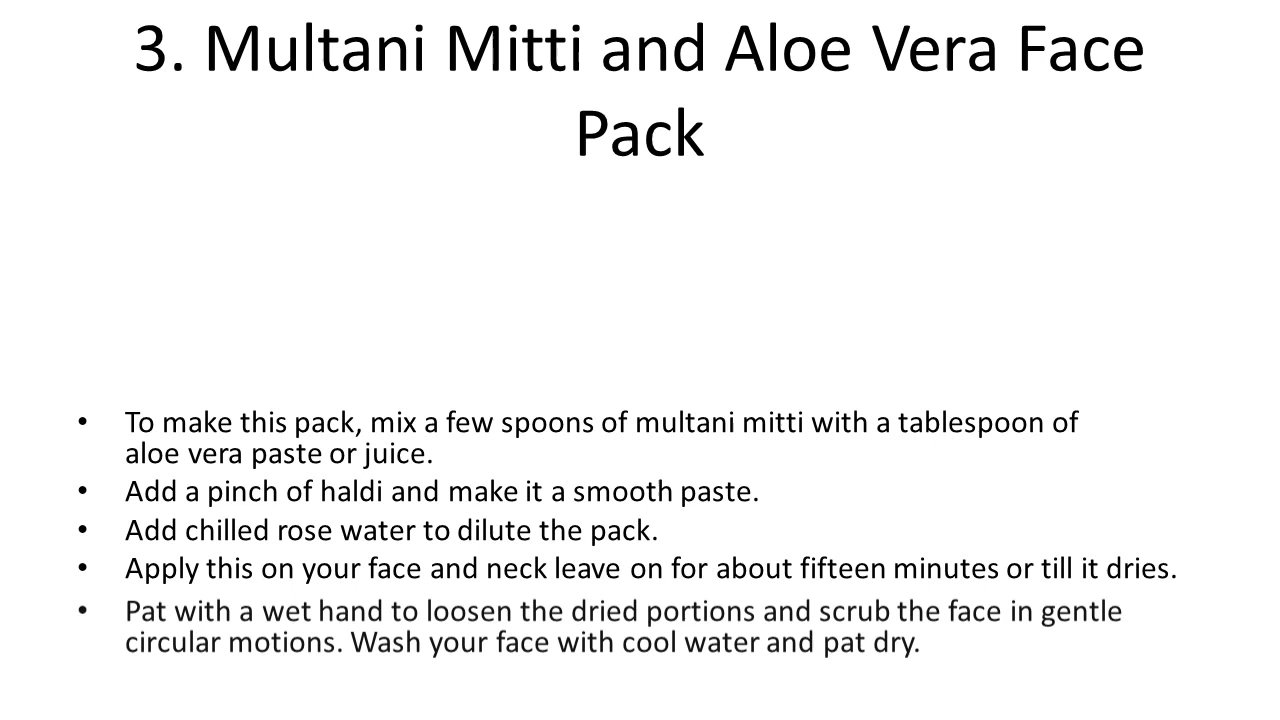 3. Multani Mitti and Aloe Vera Face
Pack
• To make this pack, mix a few spoons of multani mitti with a tablespoon of
aloe vera paste or juice.
• Add a pinch of haldi and make it a smooth paste.
• Add chilled rose water to dilute the pack.
• Apply this on your face and neck leave on for about fifteen minutes or till it dries.
• Pat with a wet hand to loosen the dried portions and scrub the face in gentle
circular motions. Wash your face with cool water and pat dry.